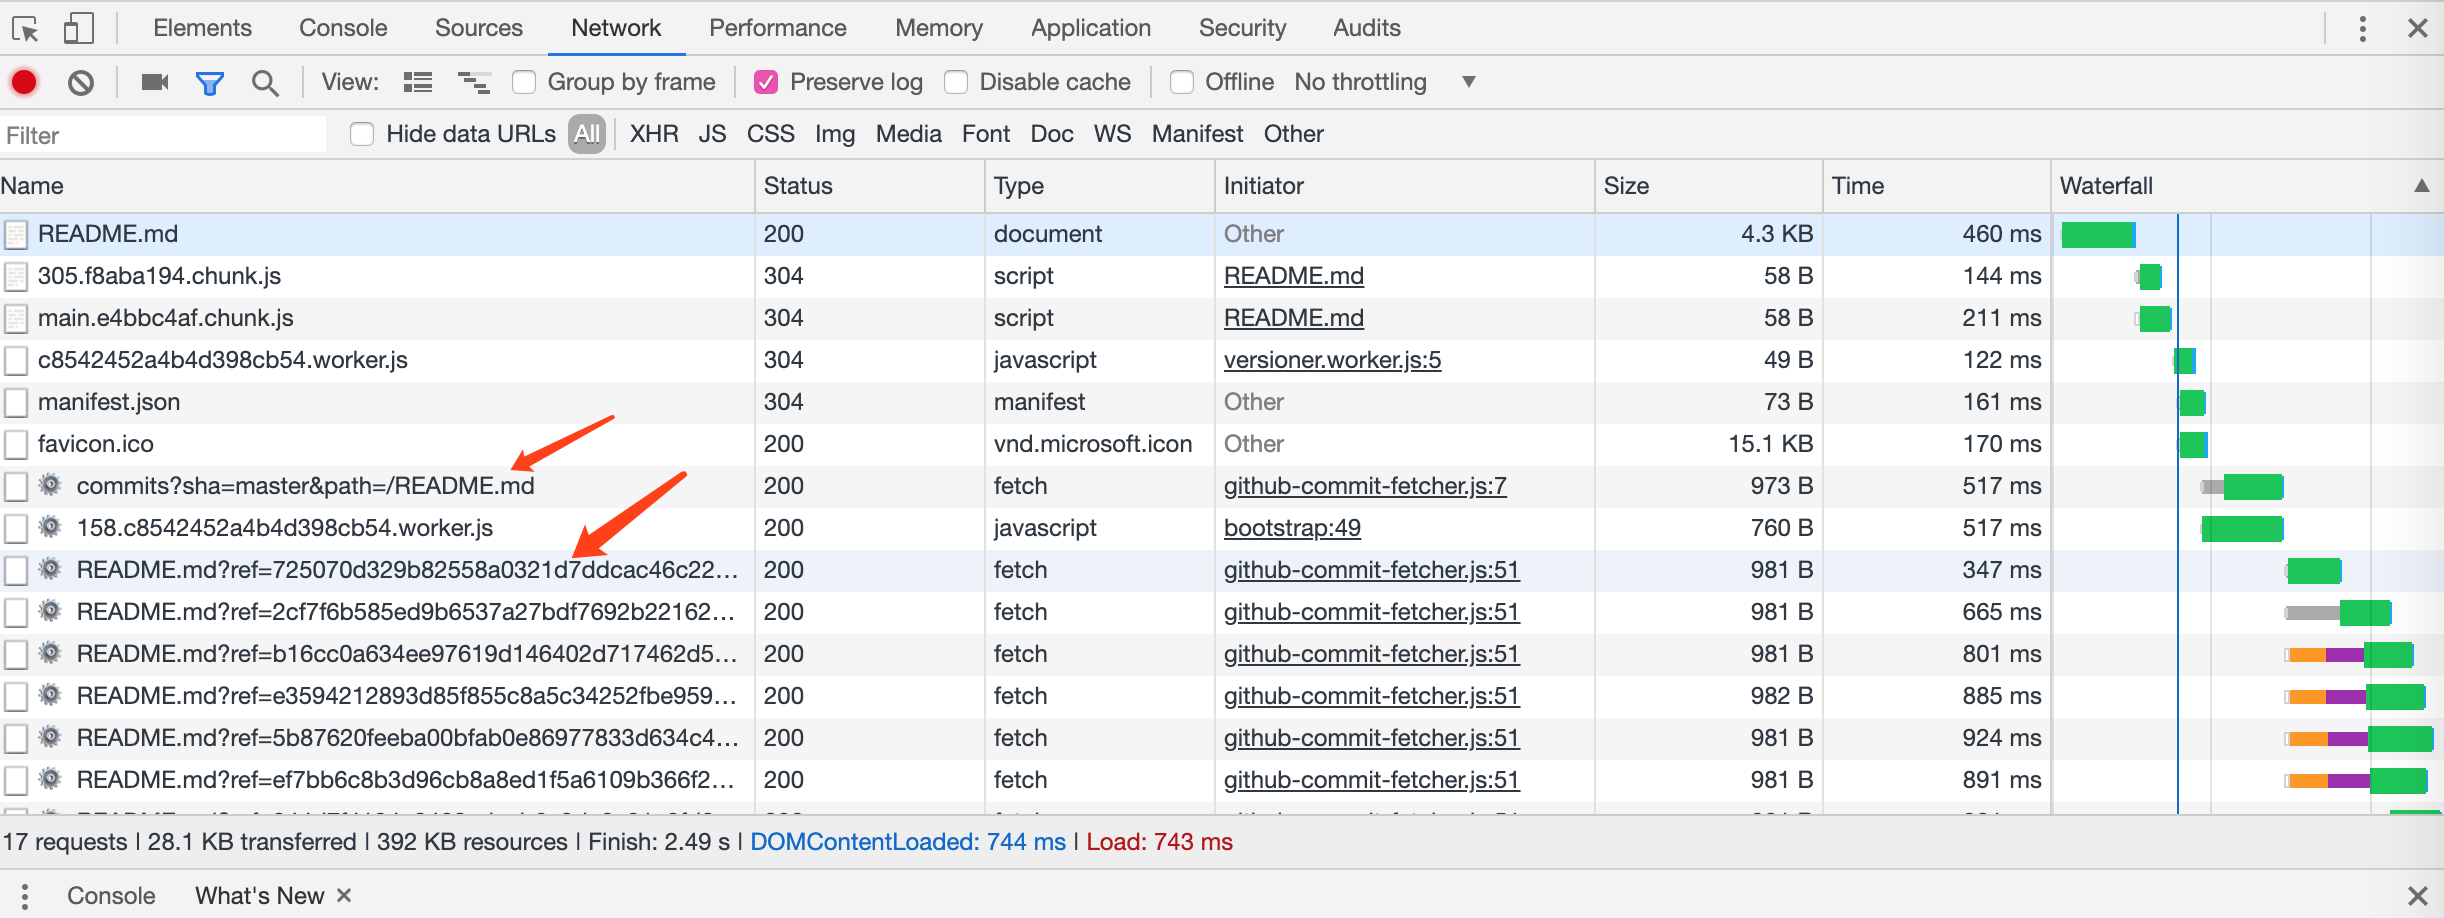 Elements Console Sources Network Performance Memory Application Security Audits
View: Group by frame Preserve log Disable cache Offline No throttling
Filter Hide data URLs All XHR JS CSS Img Media Font Doc WS Manifest Other
Name Status Type Initiator Size Time Waterfall
README.md 200 document Other 4.3 KB 460 ms
305.f8aba194.chunk.js 304 script README.md 58 B 144 ms
main.e4bbc4af.chunk.js 304 script README.md 58 B 211 ms
c8542452a4b4d398cb54.worker.js 304 javascript versioner.worker.js:5 49 B 122 ms
manifest.json 304 manifest Other 73 B 161 ms
favicon.ico 200 vnd.microsoft.icon Other 15.1 KB 170 ms
commits?sha=master&path=/README.md 200 fetch github-commit-fetcher.js:7 973 B 517 ms
158.c8542452a4b4d398cb54.worker.js 200 javascript bootstrap:49 760 B 517 ms
README.md?ref=725070d329b82558a0321d7ddcac46c22… 200 fetch github-commit-fetcher.js:51 981 B 347 ms
README.md?ref=2cf7f6b585ed9b6537a27bdf7692b22162… 200 fetch github-commit-fetcher.js:51 981 B 665 ms
README.md?ref=b16cc0a634ee97619d146402d717462d5… 200 fetch github-commit-fetcher.js:51 981 B 801 ms
README.md?ref=e3594212893d85f855c8a5c34252fbe959… 200 fetch github-commit-fetcher.js:51 982 B 885 ms
README.md?ref=5b87620feeba00bfab0e86977833d634c4… 200 fetch github-commit-fetcher.js:51 981 B 924 ms
README.md?ref=ef7bb6c8b3d96cb8a8ed1f5a6109b366f2… 200 fetch github-commit-fetcher.js:51 981 B 891 ms
17 requests | 28.1 KB transferred | 392 KB resources | Finish: 2.49 s | DOMContentLoaded: 744 ms | Load: 743 ms
Console What's New